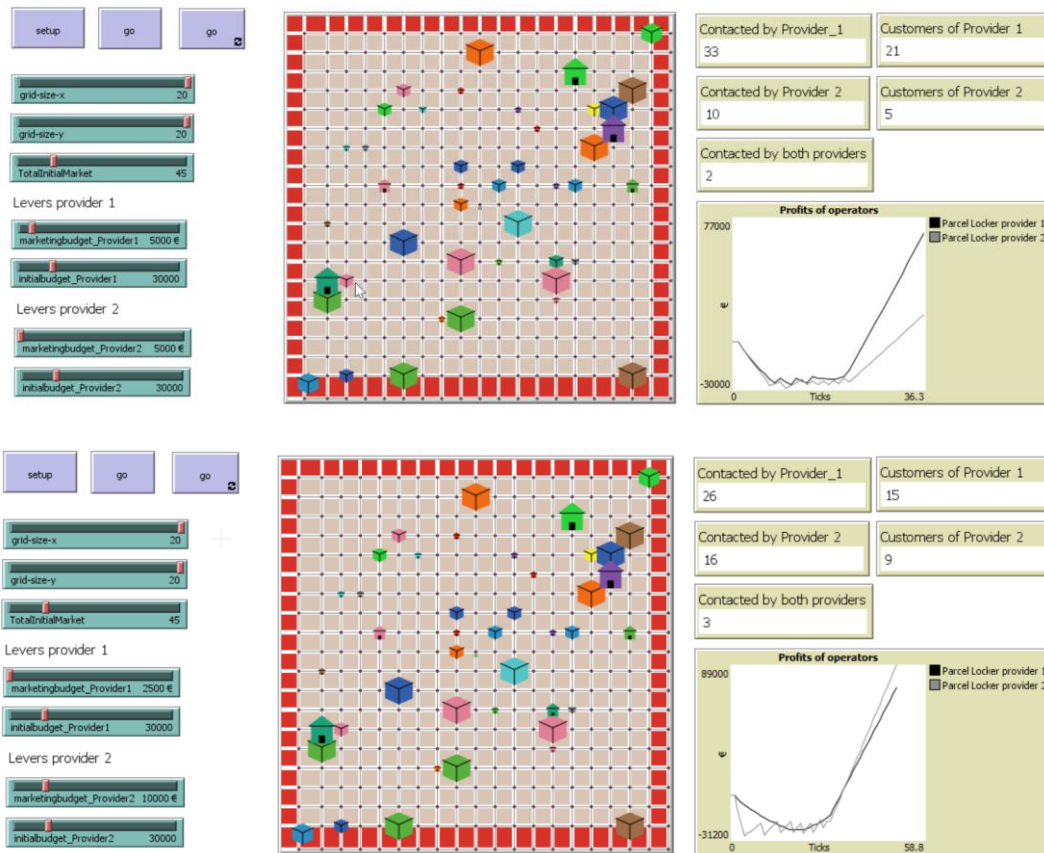 setup
go
go
grid-size-x 20
grid-size-y 20
TotalInitialMarket 45
Levers provider 1
marketingbudget_Provider1 5000 €
initialbudget_Provider1 30000
Levers provider 2
marketingbudget_Provider2 5000 €
initialbudget_Provider2 30000
Contacted by Provider_1
33
Customers of Provider 1
21
Contacted by Provider 2
10
Customers of Provider 2
5
Contacted by both providers
2
Profits of operators
77000
€
-30000
0
Ticks
36.3
Parcel Locker provider 1
Parcel Locker provider 2
setup
go
go
grid-size-x 20
grid-size-y 20
TotalInitialMarket 45
Levers provider 1
marketingbudget_Provider1 2500 €
initialbudget_Provider1 30000
Levers provider 2
marketingbudget_Provider2 10000 €
initialbudget_Provider2 30000
Contacted by Provider_1
26
Customers of Provider 1
15
Contacted by Provider 2
16
Customers of Provider 2
9
Contacted by both providers
3
Profits of operators
89000
€
-31200
0
Ticks
58.8
Parcel Locker provider 1
Parcel Locker provider 2